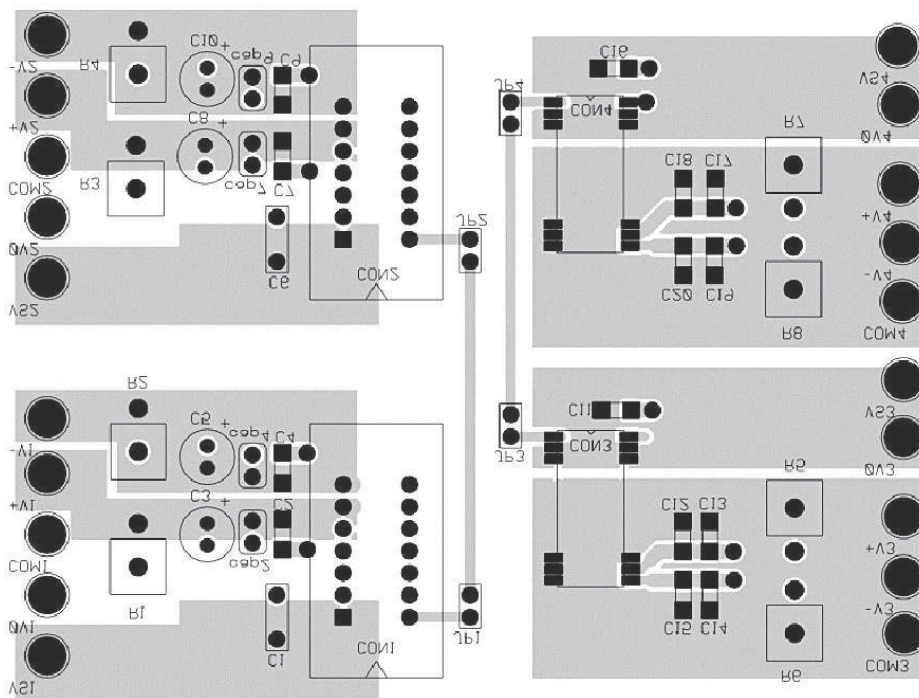 -V2
+V2
COM2
0V2
VS2
R4
R3
C10
+
cap9
C9
C8
+
cap7
C7
C6
CON2
JP2
JP4
C16
CON4
VS4
0V4
R7
C18
C17
+V4
-V4
C20
C19
R8
COM4
R2
-V1
+V1
COM1
0V1
VS1
R1
C5
+
cap4
C4
C3
+
cap2
C2
C1
CON1
JP1
JP3
C11
CON3
VS3
0V3
R5
C12
C13
+V3
-V3
C15
C14
R6
COM3